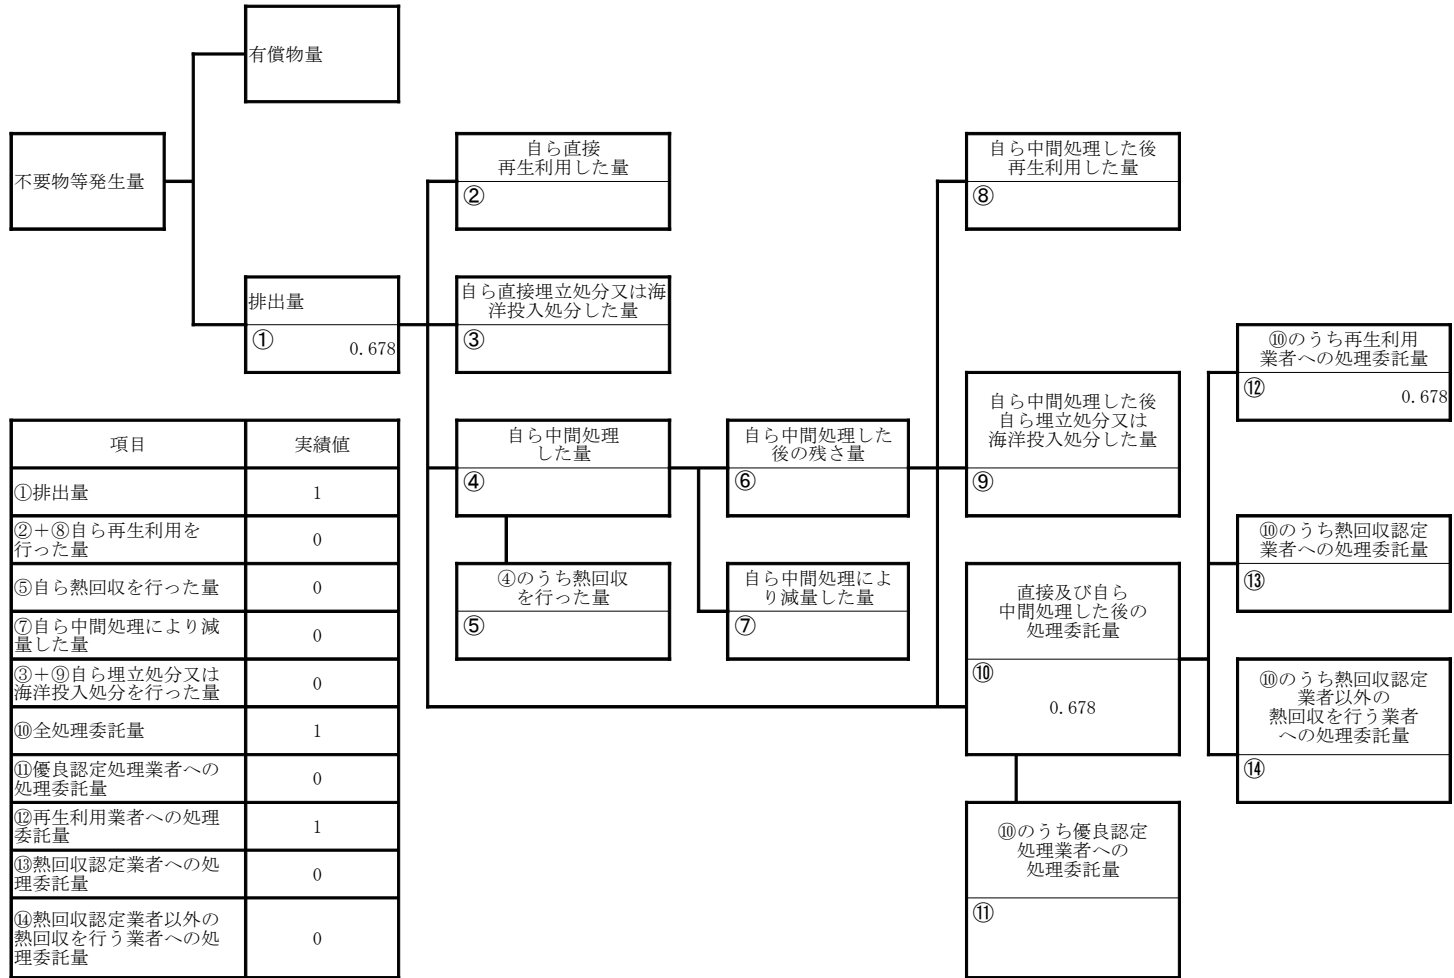 有償物量
不要物等発生量
自ら直接
再生利用した量
②
自ら中間処理した後
再生利用した量
⑧
排出量
①
0.678
自ら直接埋立処分又は海
洋投入処分した量
③
⑩のうち再生利用
業者への処理委託量
⑫
0.678
自ら中間処理した後
自ら埋立処分又は
海洋投入処分した量
⑨
自ら中間処理
した量
④
自ら中間処理した
後の残さ量
⑥
⑩のうち熱回収認定
業者への処理委託量
⑬
④のうち熱回収
を行った量
⑤
自ら中間処理によ
り減量した量
⑦
直接及び自ら
中間処理した後の
処理委託量
⑩
0.678
⑩のうち熱回収認定
業者以外の
熱回収を行う業者
への処理委託量
⑭
⑩のうち優良認定
処理業者への
処理委託量
⑪
項目 実績値
①排出量 1
②+⑧自ら再生利用を
行った量 0
⑤自ら熱回収を行った量 0
⑦自ら中間処理により減
量した量 0
③+⑨自ら埋立処分又は
海洋投入処分を行った量 0
⑩全処理委託量 1
⑪優良認定処理業者への
処理委託量 0
⑫再生利用業者への処理
委託量 1
⑬熱回収認定業者への処
理委託量 0
⑭熱回収認定業者以外の
熱回収を行う業者への処
理委託量 0